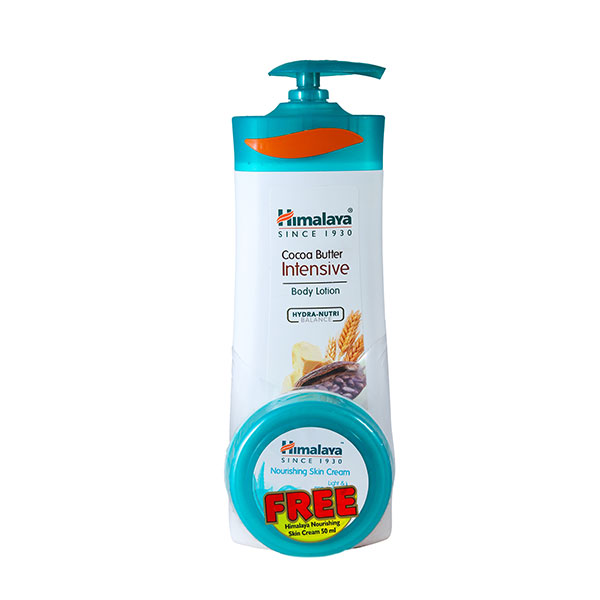 Himalaya®
SINCE 1930
Cocoa Butter
Intensive
Body Lotion
HYDRA-NUTRI
BALANCE
Himalaya™
SINCE 1930
Nourishing Skin Cream
Light &
FREE
Himalaya Nourishing
Skin Cream 50 ml